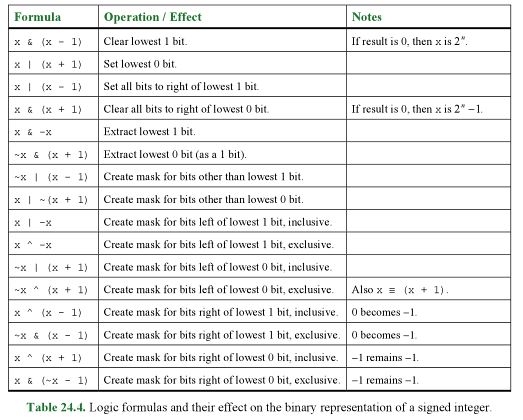 Formula Operation / Effect Notes
x & (x - 1) Clear lowest 1 bit. If result is 0, then x is 2ⁿ.
x | (x + 1) Set lowest 0 bit.
x | (x - 1) Set all bits to right of lowest 1 bit.
x & (x + 1) Clear all bits to right of lowest 0 bit. If result is 0, then x is 2ⁿ −1.
x & -x Extract lowest 1 bit.
~x & (x + 1) Extract lowest 0 bit (as a 1 bit).
~x | (x - 1) Create mask for bits other than lowest 1 bit.
x | ~(x + 1) Create mask for bits other than lowest 0 bit.
x | -x Create mask for bits left of lowest 1 bit, inclusive.
x ^ -x Create mask for bits left of lowest 1 bit, exclusive.
~x | (x + 1) Create mask for bits left of lowest 0 bit, inclusive.
~x ^ (x + 1) Create mask for bits left of lowest 0 bit, exclusive. Also x ≡ (x + 1).
x ^ (x - 1) Create mask for bits right of lowest 1 bit, inclusive. 0 becomes −1.
~x & (x - 1) Create mask for bits right of lowest 1 bit, exclusive. 0 becomes −1.
x ^ (x + 1) Create mask for bits right of lowest 0 bit, inclusive. −1 remains −1.
x & (~x - 1) Create mask for bits right of lowest 0 bit, exclusive. −1 remains −1.
Table 24.4. Logic formulas and their effect on the binary representation of a signed integer.